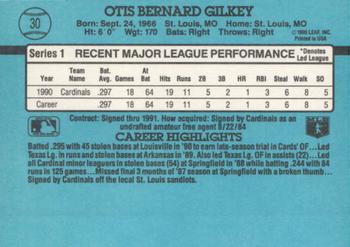 30
OTIS BERNARD GILKEY
Born: Sept. 24, 1966 St. Louis, MO Home: St. Louis, MO
Ht: 6'0" Wgt: 170 Bats: Right Throws: Right
© 1990 LEAF, INC.
Printed in USA
Series 1 RECENT MAJOR LEAGUE PERFORMANCE *Denotes Led League
Year Team Name Bat. Avg. G At Bat Hits Runs 2B 3B HR RBI Steal Walk SO
1990 Cardinals .297 18 64 19 11 5 2 1 3 6 8 5
Career .297 18 64 19 11 5 2 1 3 6 8 5
Contract: Signed thru 1991. How acquired: Signed by Cardinals as an
undrafted amateur free agent 8/22/84
CAREER HIGHLIGHTS
Batted .295 with 45 stolen bases at Louisville in '90 to earn late-season trial in Cards' OF...Led
Texas Lg. in runs and stolen bases at Arkansas in '89. Also led Texas Lg. OF in assists (22)...Led
all Cardinal minor leaguers in stolen bases (54) at Springfield in '88 while batting .244 with 84
runs in 125 games...Missed final 3 months of '87 season at Springfield with a broken thumb...
Signed by Cardinals off the local St. Louis sandlots.